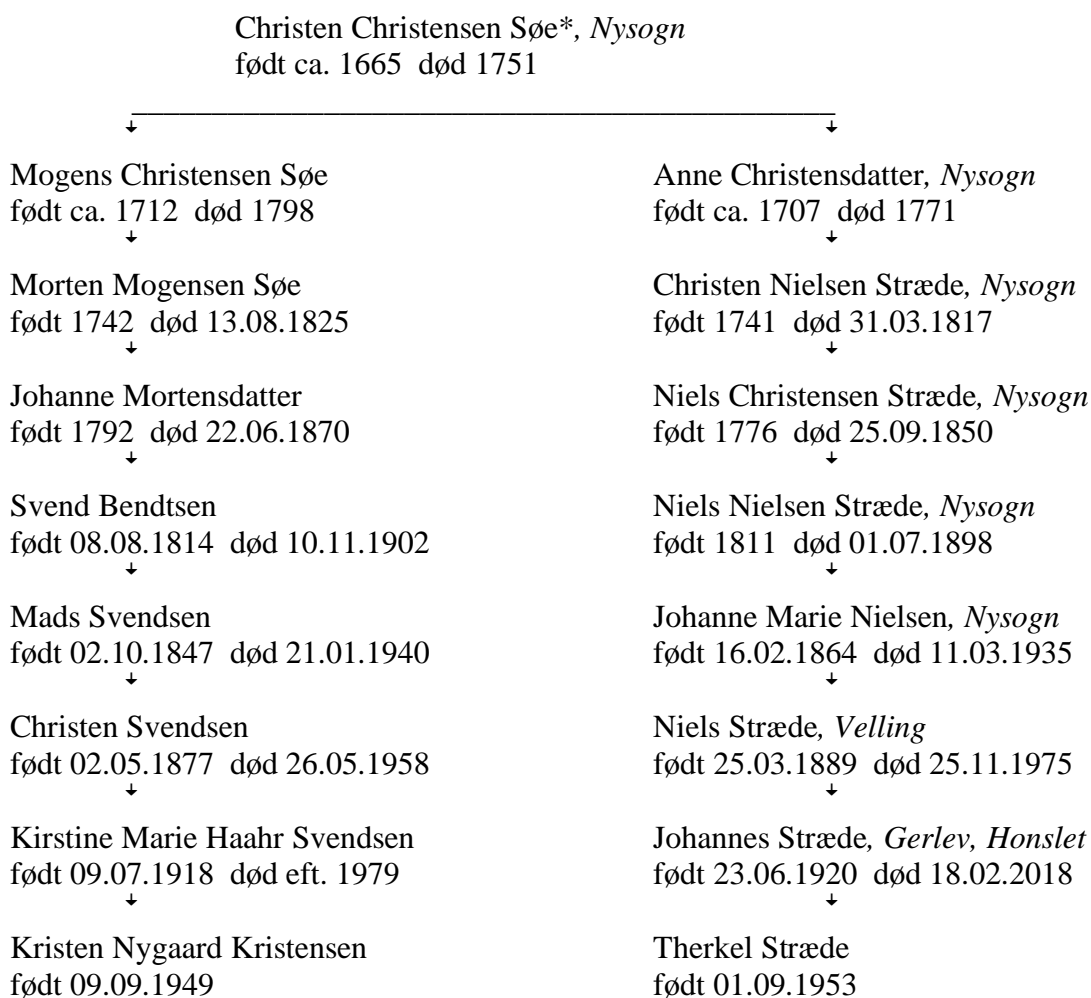 Christen Christensen Søe*, Nysogn
født ca. 1665 død 1751
Mogens Christensen Søe
født ca. 1712 død 1798
Morten Mogensen Søe
født 1742 død 13.08.1825
Johanne Mortensdatter
født 1792 død 22.06.1870
Svend Bendtsen
født 08.08.1814 død 10.11.1902
Mads Svendsen
født 02.10.1847 død 21.01.1940
Christen Svendsen
født 02.05.1877 død 26.05.1958
Kirstine Marie Haahr Svendsen
født 09.07.1918 død eft. 1979
Kristen Nygaard Kristensen
født 09.09.1949
Anne Christensdatter, Nysogn
født ca. 1707 død 1771
Christen Nielsen Stræde, Nysogn
født 1741 død 31.03.1817
Niels Christensen Stræde, Nysogn
født 1776 død 25.09.1850
Niels Nielsen Stræde, Nysogn
født 1811 død 01.07.1898
Johanne Marie Nielsen, Nysogn
født 16.02.1864 død 11.03.1935
Niels Stræde, Velling
født 25.03.1889 død 25.11.1975
Johannes Stræde, Gerlev, Honslet
født 23.06.1920 død 18.02.2018
Therkel Stræde
født 01.09.1953